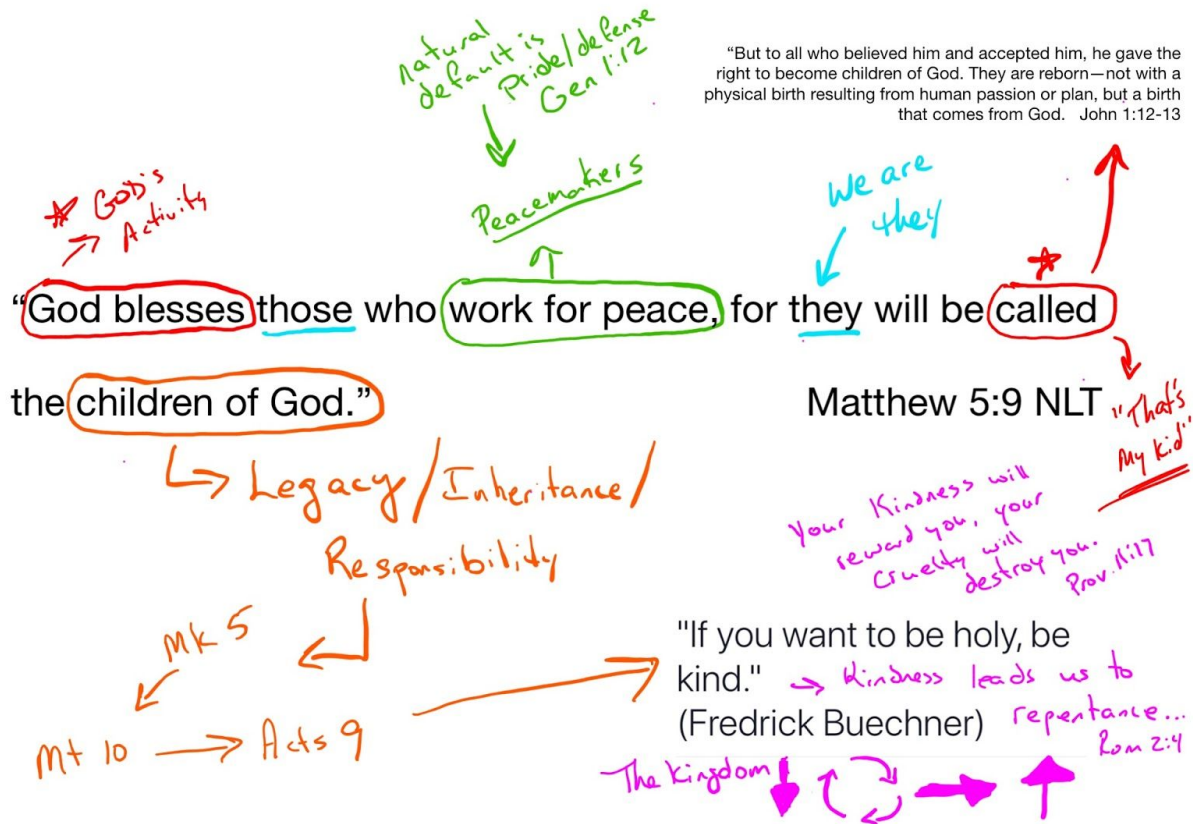 natural
default is
Pride/defense
Gen 1:12
"But to all who believed him and accepted him, he gave the
right to become children of God. They are reborn—not with a
physical birth resulting from human passion or plan, but a birth
that comes from God. John 1:12-13
Peacemakers
We are
they
God's
Activity
"God blesses those who work for peace, for they will be called
the children of God."
Matthew 5:9 NLT
"That's
My kid"
Legacy/Inheritance/
Responsibility
Mk 5
Mt 10
Acts 9
Your Kindness will
reward you, your
cruelty will
destroy you.
Prov. 11:17
"If you want to be holy, be
kind."
Kindness leads us to
(Fredrick Buechner)
repentance...
Rom 2:4
The Kingdom